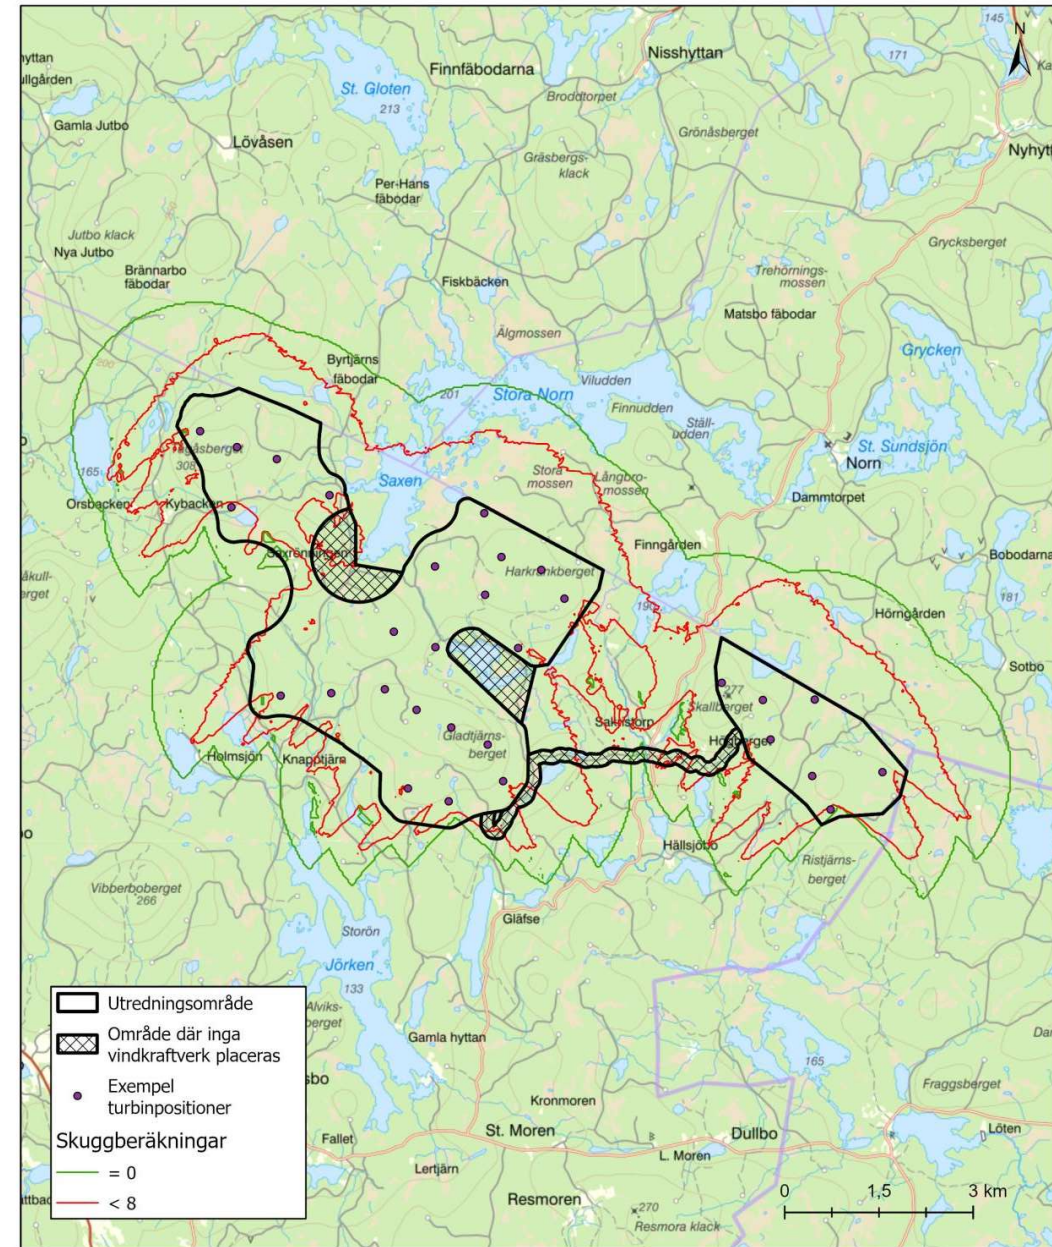 145
N
Nisshyttan
171
Finnfäbodarna
St. Gloten
213
Broddtorpet
Gamla Jutbo
Grönåsberget
Lövåsen
Gräsbergs-
klack
Per-Hans
fäbodar
Jutbo klack
Nya Jutbo
Grycksberget
Brännarbo
fäbodar
Trehörnings-
mossen
Fiskbäcken
Matsbo fäbodar
Älgmossen
Grycken
Byrtjärns
fäbodar
201
Stora Norn
Viludden
Finnudden
Ställ-
udden
St. Sundsjön
Norn
308
165
Saxen
Stora
mossen
Långbro-
mossen
Dammtorpet
Orsbacken
Kybacken
Finngården
Bobodarna
Harkrankberget
181
190
Hörngården
Sotbo
277
Skallberget
Holmsjön
Knapptjärn
Gladtjärns-
berget
Hällsjöbo
Ristjärns-
berget
Vibberboberget
266
Gläfse
Storön
Jörken
133
Gamla hyttan
165
Fraggsberget
Kronmoren
St. Moren
Dullbo
Löten
Fallet
L. Moren
Lertjärn
Resmoren
270
Resmora klack
Utredningsområde
Område där inga
vindkraftverk placeras
Exempel
turbinpositioner
Skuggberäkningar
= 0
< 8
0 1,5 3 km